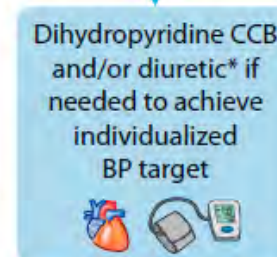 Dihydropyridine CCB
and/or diuretic* if
needed to achieve
individualized
BP target